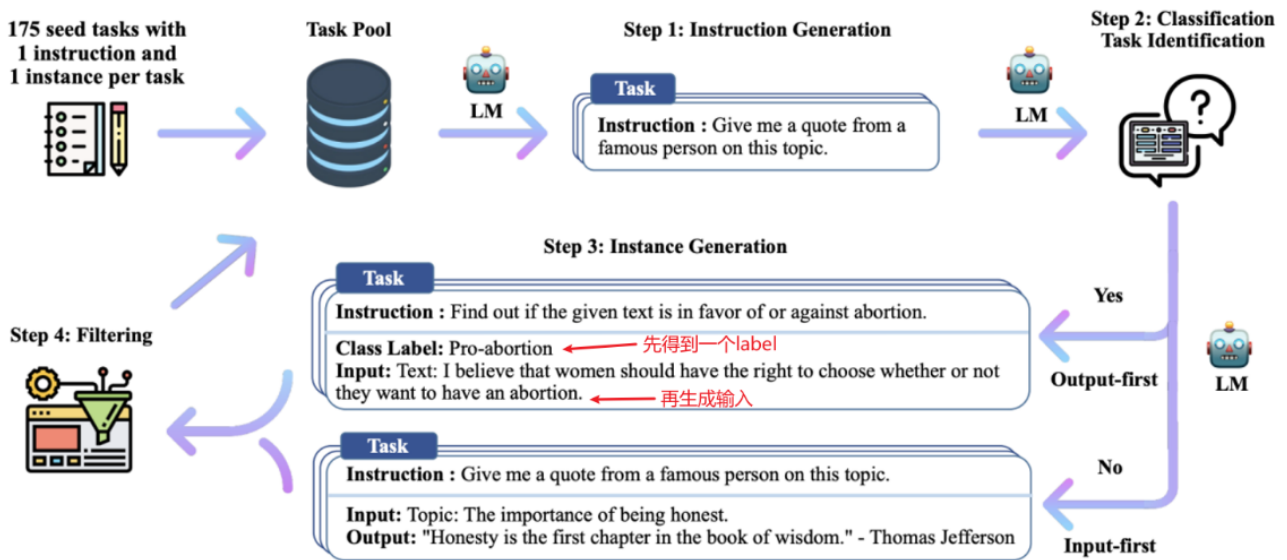 175 seed tasks with
1 instruction and
1 instance per task
Task Pool
LM
Step 1: Instruction Generation
Task
Instruction : Give me a quote from a
famous person on this topic.
LM
Step 2: Classification
Task Identification
Step 3: Instance Generation
Task
Instruction : Find out if the given text is in favor of or against abortion.
Class Label: Pro-abortion
先得到一个label
Input: Text: I believe that women should have the right to choose whether or not
they want to have an abortion.
再生成输入
Yes
Output-first
LM
Step 4: Filtering
Task
Instruction : Give me a quote from a famous person on this topic.
Input: Topic: The importance of being honest.
Output: "Honesty is the first chapter in the book of wisdom." - Thomas Jefferson
No
Input-first